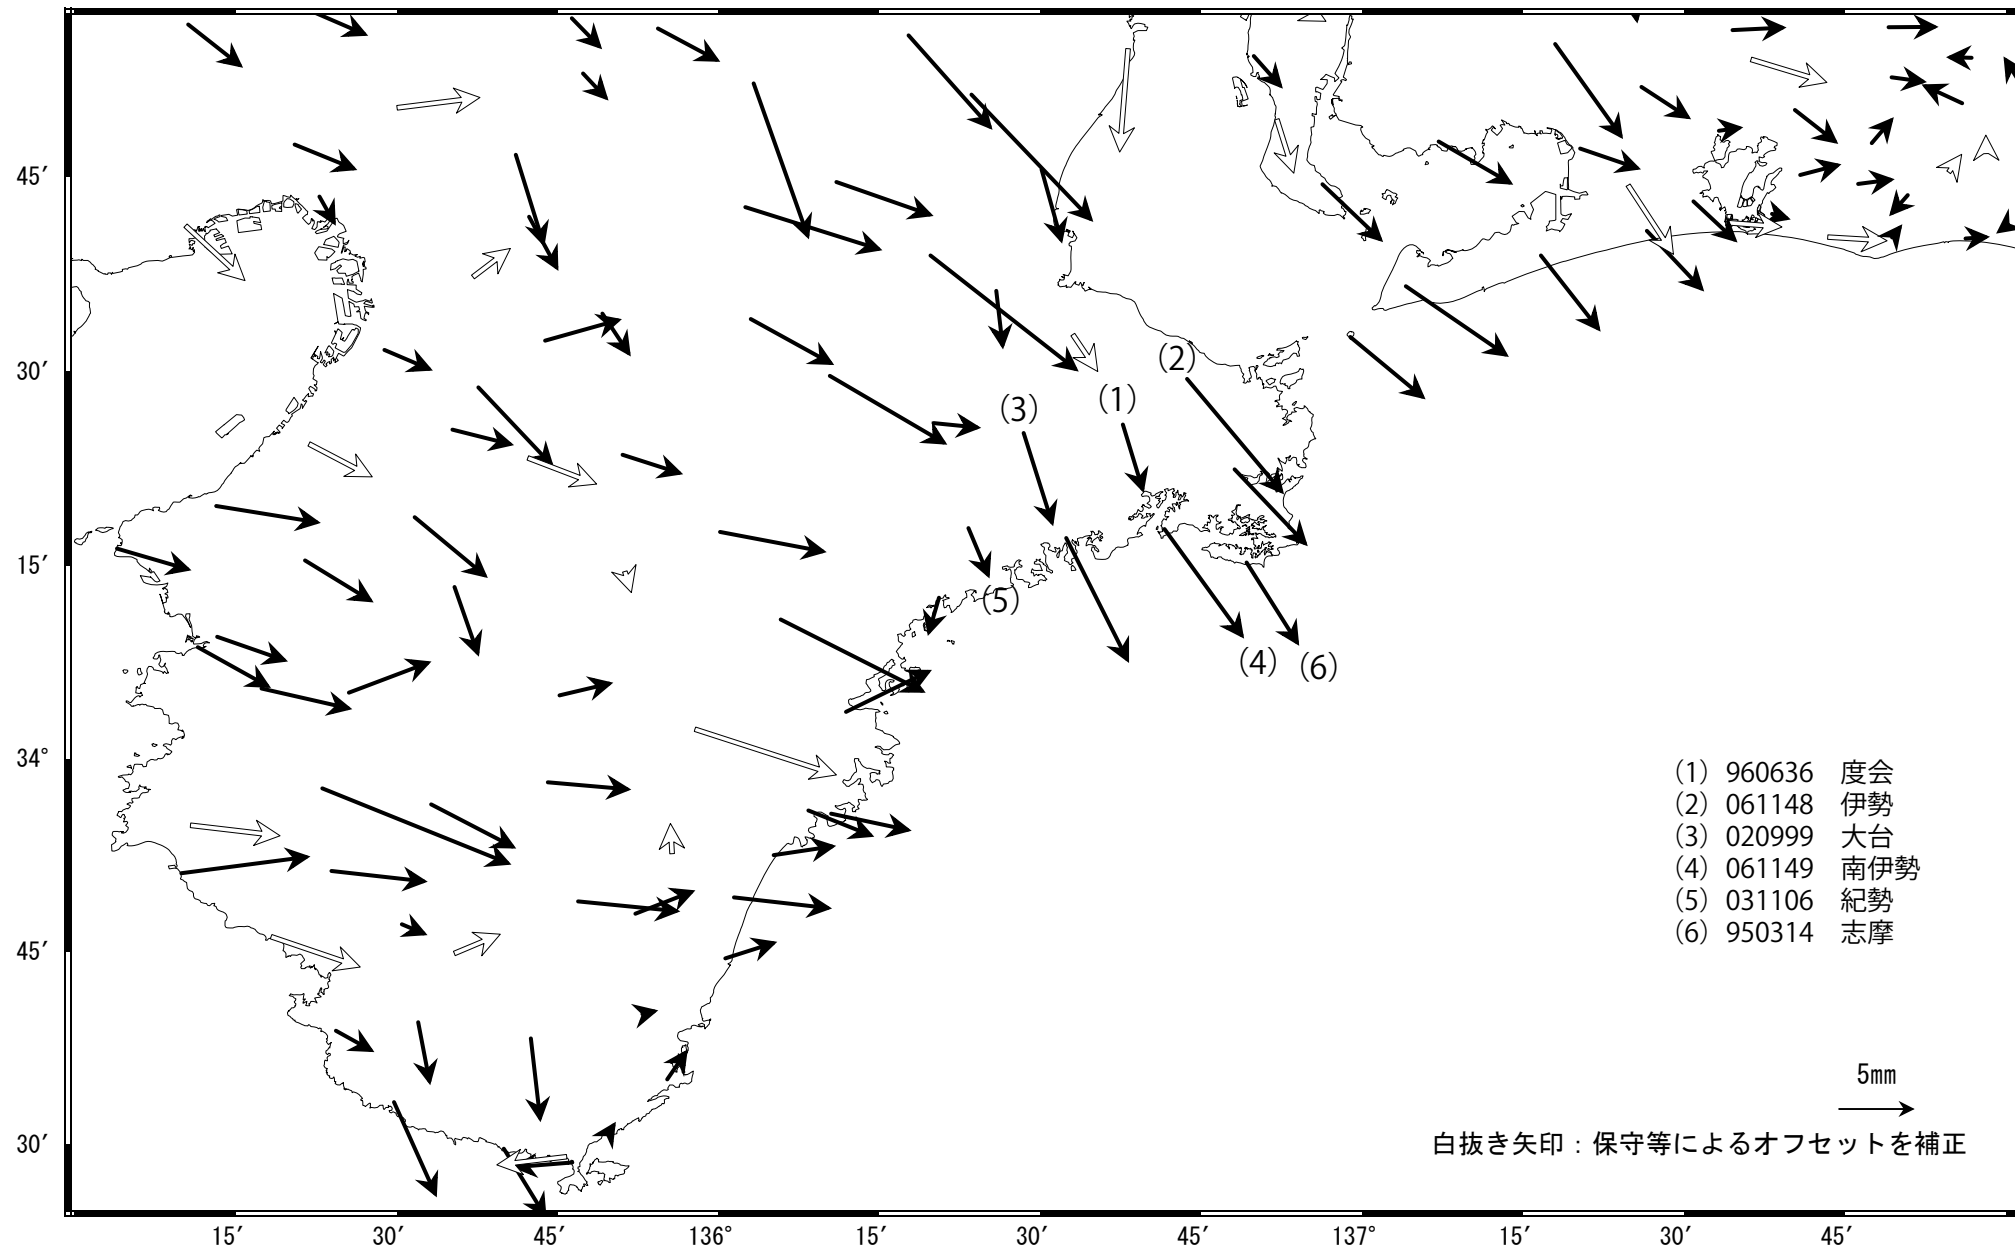 45′
30′
15′
34°
45′
30′
(2)
(1)
(3)
(5)
(4)
(6)
(1) 960636 度会
(2) 061148 伊勢
(3) 020999 大台
(4) 061149 南伊勢
(5) 031106 紀勢
(6) 950314 志摩
5mm
白抜き矢印：保守等によるオフセットを補正
15′ 30′ 45′ 136° 15′ 30′ 45′ 137° 15′ 30′ 45′